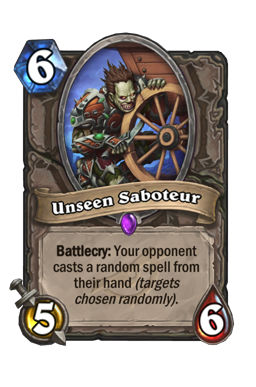 6
Unseen Saboteur
Battlecry: Your opponent
casts a random spell from
their hand (targets
chosen randomly).
5
6